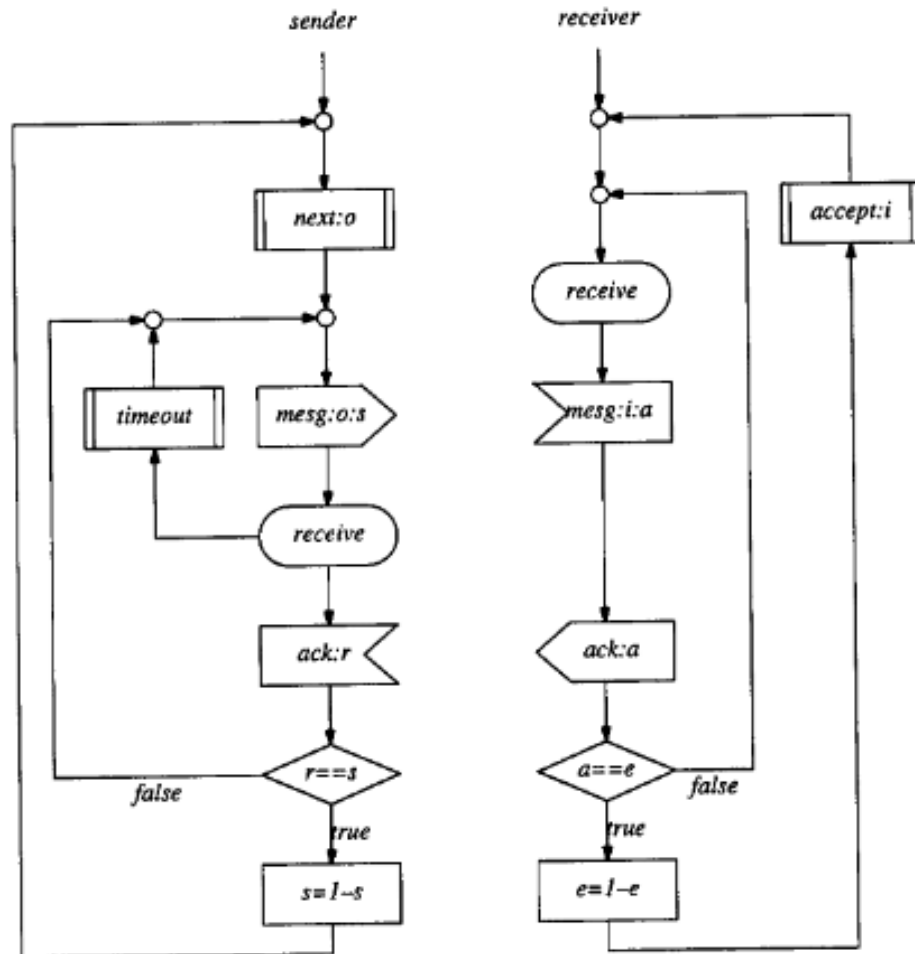 sender
next:o
timeout
mesg:o:s
receive
ack:r
r==s
false
true
s=1–s
receiver
accept:i
receive
mesg:i:a
ack:a
a==e
false
true
e=1–e